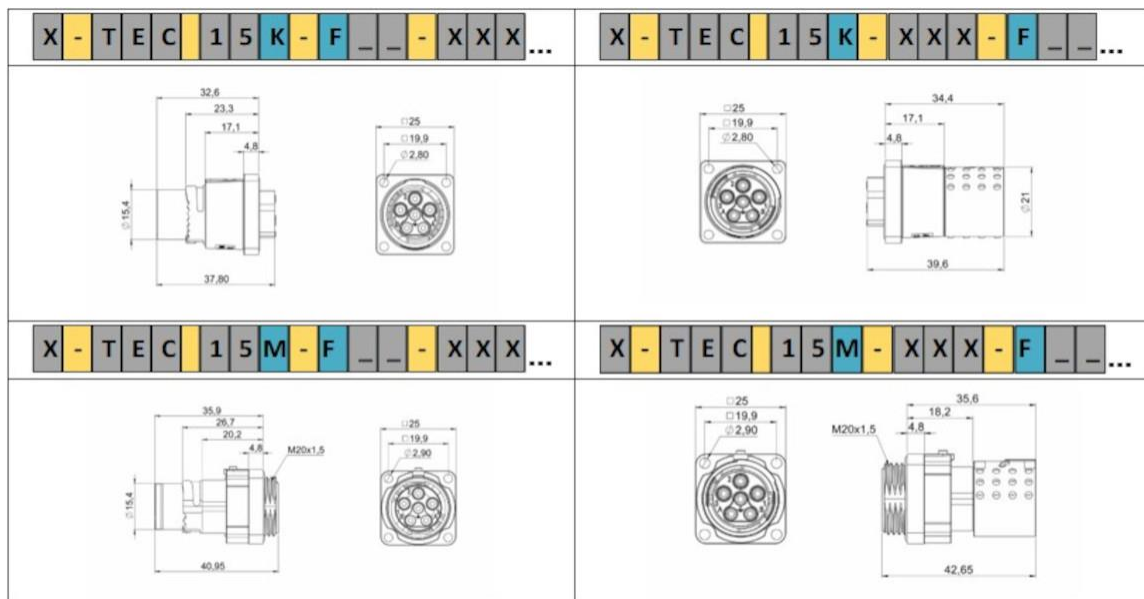 X - TEC 15K - F _ _ - XXX...
X - TEC 15K - XXX - F _ _ ...
32,6
23,3
17,1
4,8
□25
□19,9
Ø2,80
Ø15,4
37,80
□25
□19,9
Ø2,80
34,4
17,1
4,8
Ø21
39,6
X - TEC 15M - F _ _ - XXX...
X - TEC 15M - XXX - F _ _ ...
35,9
26,7
20,2
4,8
M20x1,5
□25
□19,9
Ø2,90
Ø15,4
40,95
□25
□19,9
Ø2,90
35,6
18,2
4,8
M20x1,5
42,65